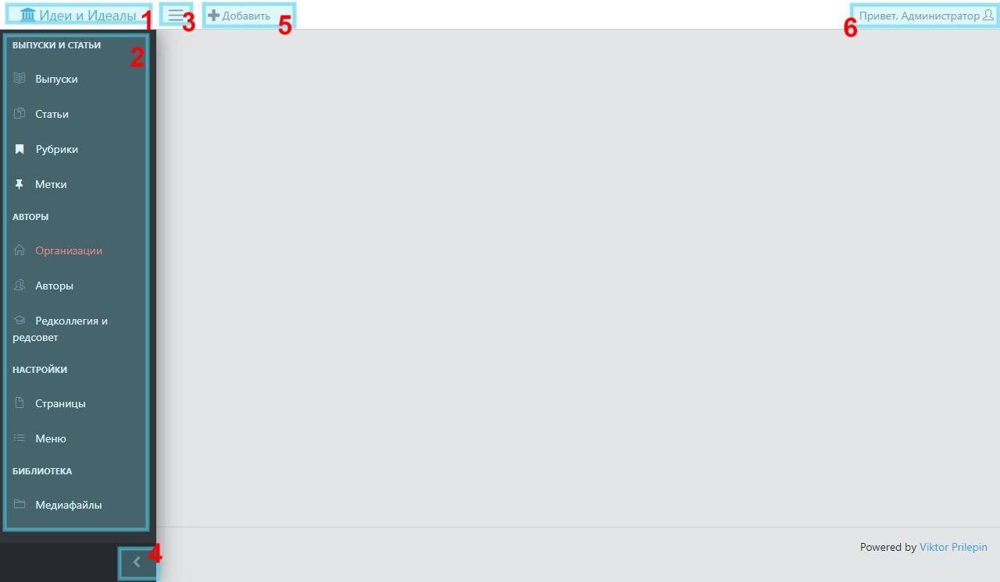 Идеи и Идеалы 1
3
Добавить 5
Привет, Администратор
6
ВЫПУСКИ И СТАТЬИ
2
Выпуски
Статьи
Рубрики
Метки
АВТОРЫ
Организации
Авторы
Редколлегия и
редсовет
НАСТРОЙКИ
Страницы
Меню
БИБЛИОТЕКА
Медиафайлы
4
Powered by Viktor Prilepin